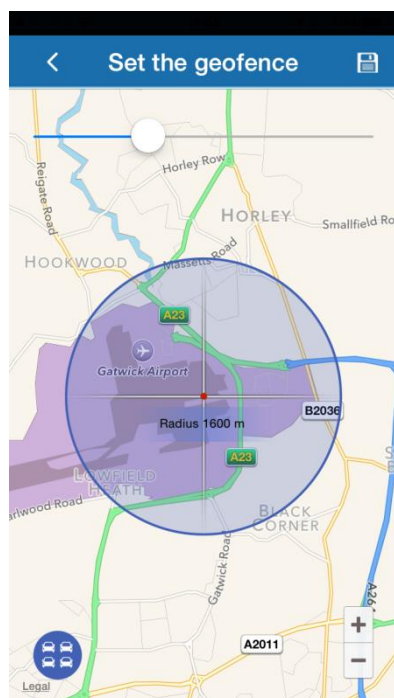 Set the geofence
Horley Row
Reigate Road
HORLEY
Smallfield Ro
HOOKWOOD
Massetts Road
A23
Gatwick Airport
B2036
Radius 1600 m
A23
LOWFIELD
HEATH
arlwood Road
BLACK
CORNER
Gatwick Road
A26
A2011
+
−
Legal